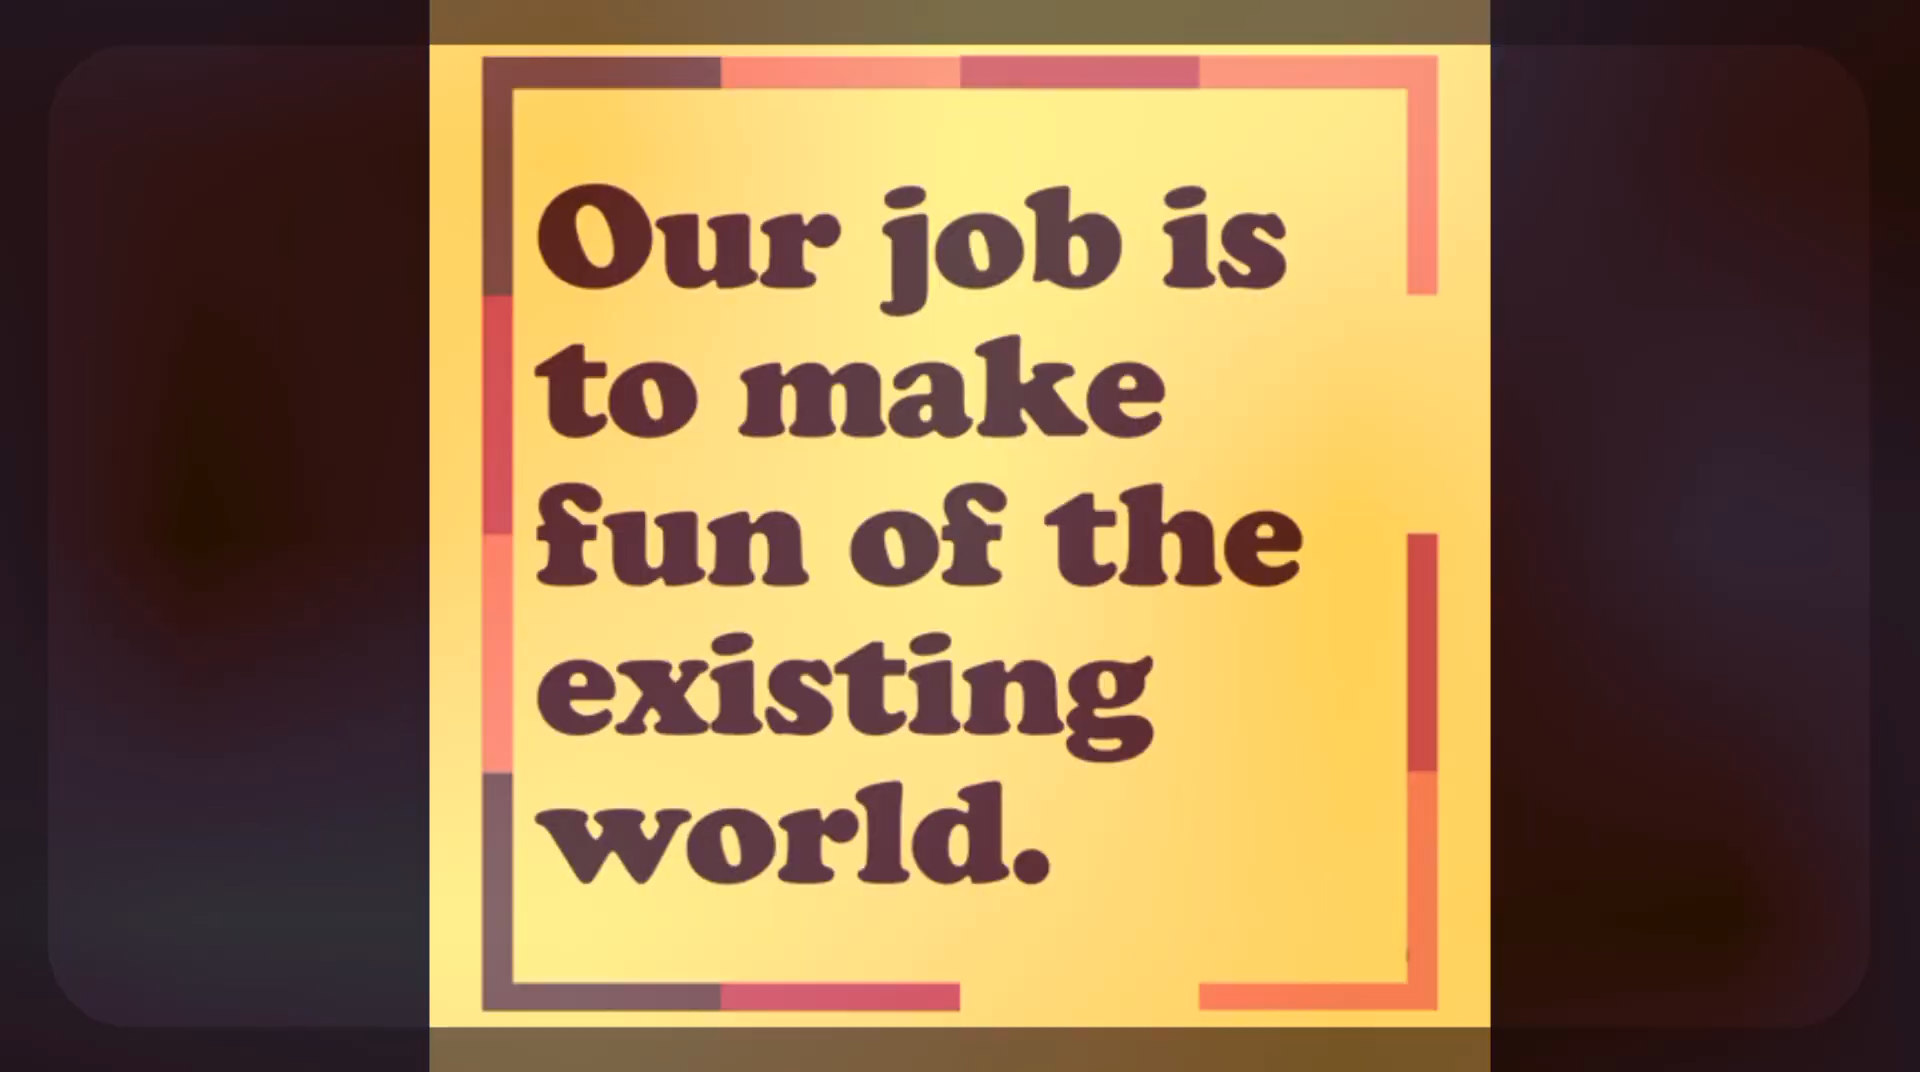 Our job is
to make
fun of the
existing
world.